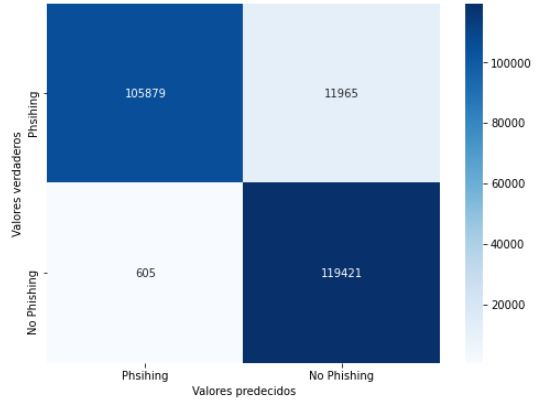 Valores verdaderos
Phsihing
No Phishing
105879
11965
605
119421
Phsihing
No Phishing
Valores predecidos
100000
80000
60000
40000
20000